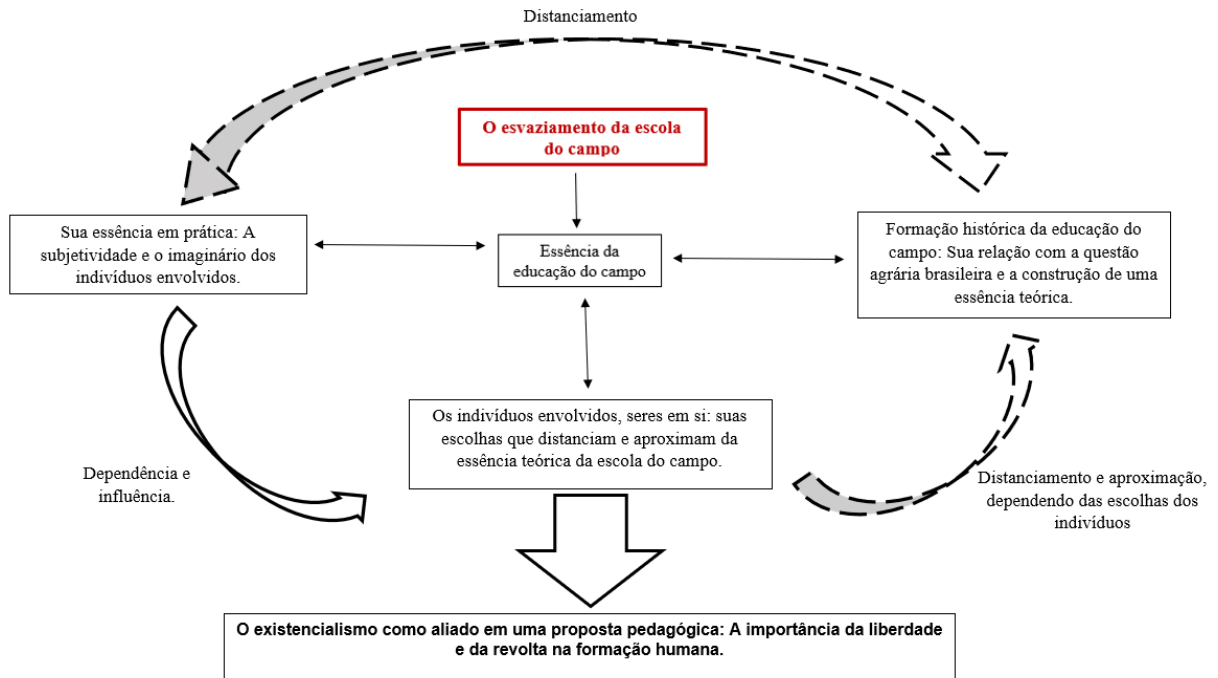 Distanciamento
O esvaziamento da escola
do campo
Sua essência em prática: A
subjetividade e o imaginário dos
indivíduos envolvidos.
Essência da
educação do campo
Formação histórica da educação do
campo: Sua relação com a questão
agrária brasileira e a construção de uma
essência teórica.
Os indivíduos envolvidos, seres em si: suas
escolhas que distanciam e aproximam da
essência teórica da escola do campo.
Dependência e
influência.
Distanciamento e aproximação,
dependendo das escolhas dos
indivíduos
O existencialismo como aliado em uma proposta pedagógica: A importância da liberdade
e da revolta na formação humana.